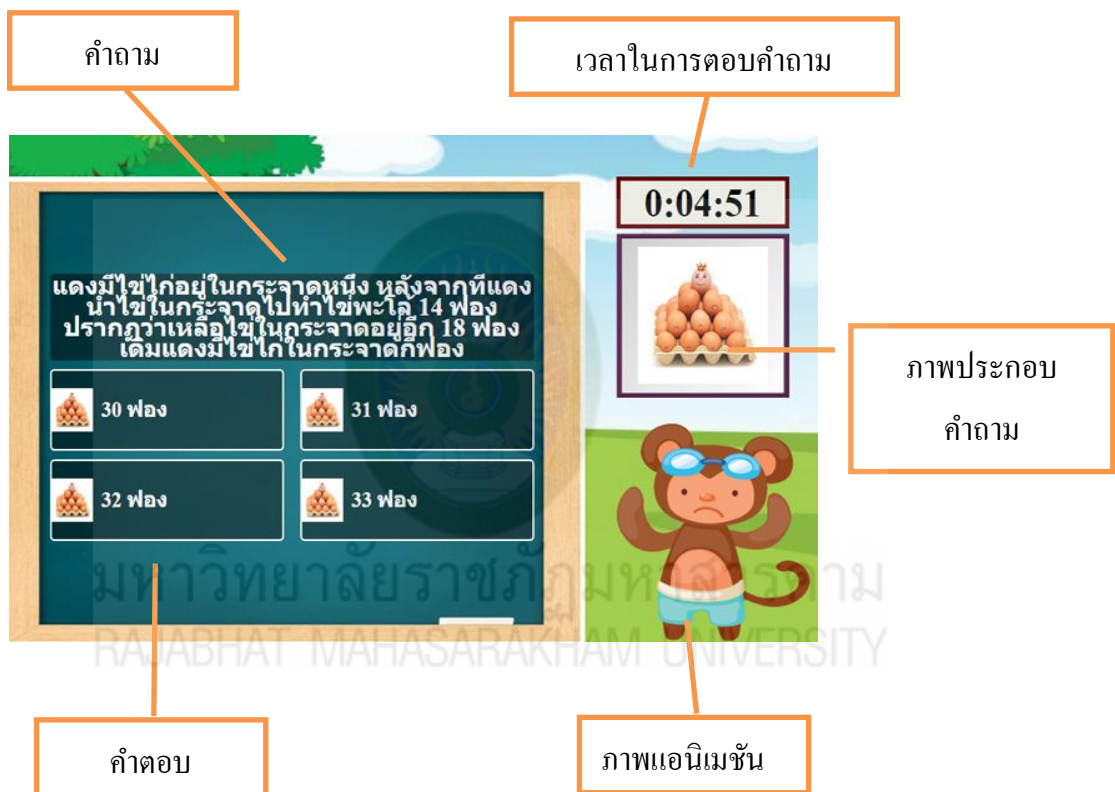 คำถาม
เวลาในการตอบคำถาม
0:04:51
แดงมีไข่ไก่อยู่ในกระจาดหนึ่ง หลังจากที่แดง
นำไข่ในกระจาดไปทำไข่พะโล้ 14 ฟอง
ปรากฏว่าเหลือไข่ในกระจาดอยู่อีก 18 ฟอง
เดิมแดงมีไข่ไก่ในกระจาดกี่ฟอง
ภาพประกอบ
คำถาม
30 ฟอง
31 ฟอง
32 ฟอง
33 ฟอง
มหาวิทยาลัยราชภัฏมหาสารคาม
RAJABHAT MAHASARAKHAM UNIVERSITY
คำตอบ
ภาพแอนิเมชัน